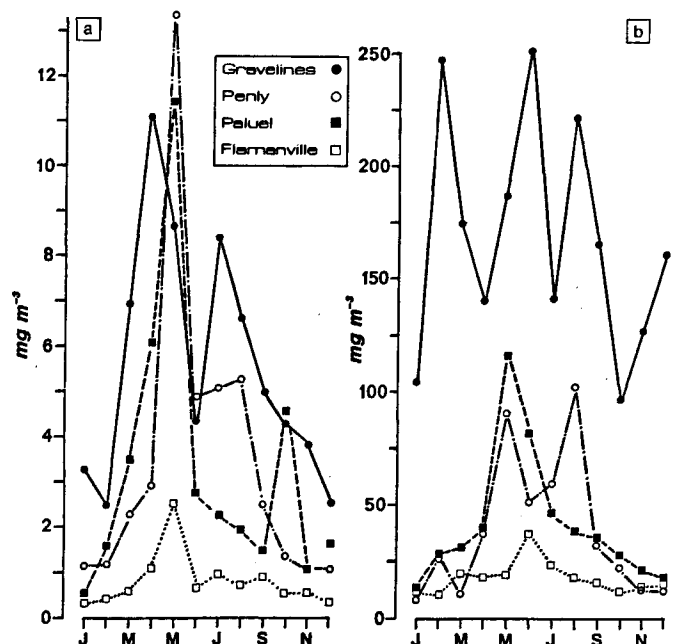 a
b
Gravelines
Penly
Paluel
Flamanville
12
10
8
6
4
2
0
mg m⁻³
J M M J S N
250
200
150
100
50
0
mg m⁻³
J M M J S N